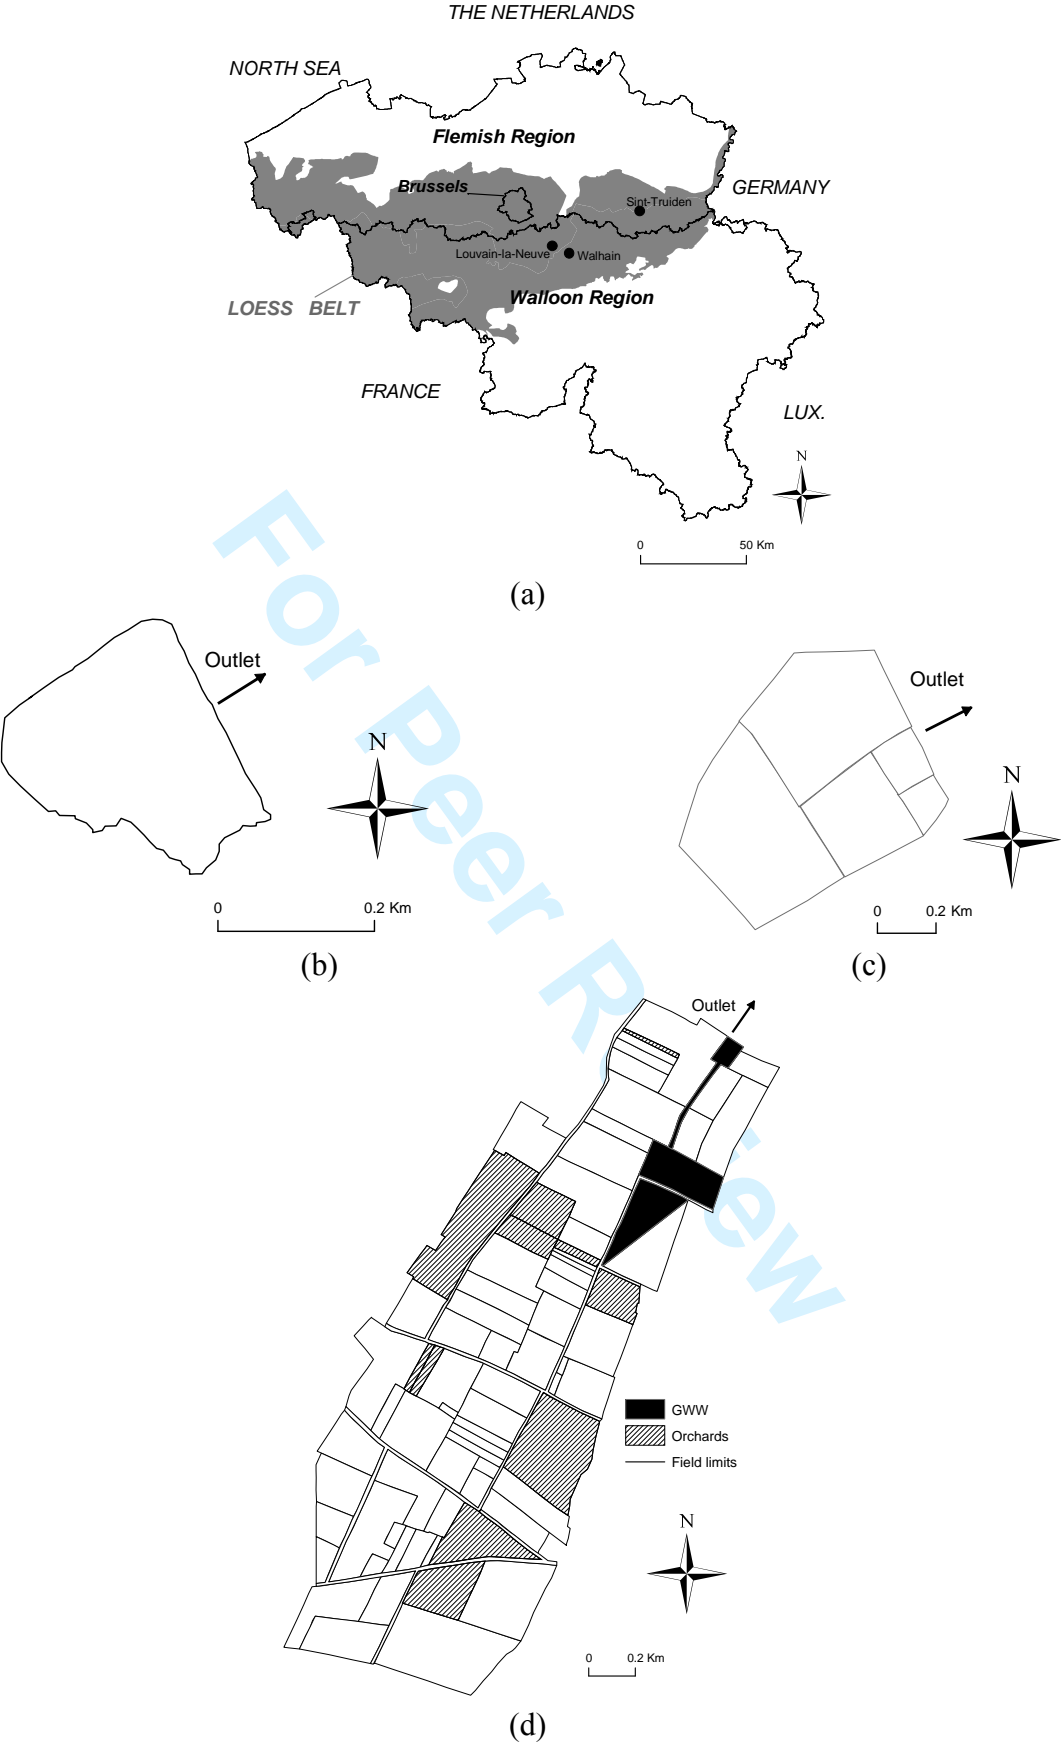 THE NETHERLANDS
NORTH SEA
Flemish Region
Brussels
GERMANY
Sint-Truiden
Louvain-la-Neuve
Walhain
Walloon Region
LOESS BELT
FRANCE
LUX.
N
0 50 Km
(a)
Outlet
N
0 0.2 Km
(b)
Outlet
N
0 0.2 Km
(c)
Outlet
GWW
Orchards
Field limits
N
0 0.2 Km
(d)
For Peer Review